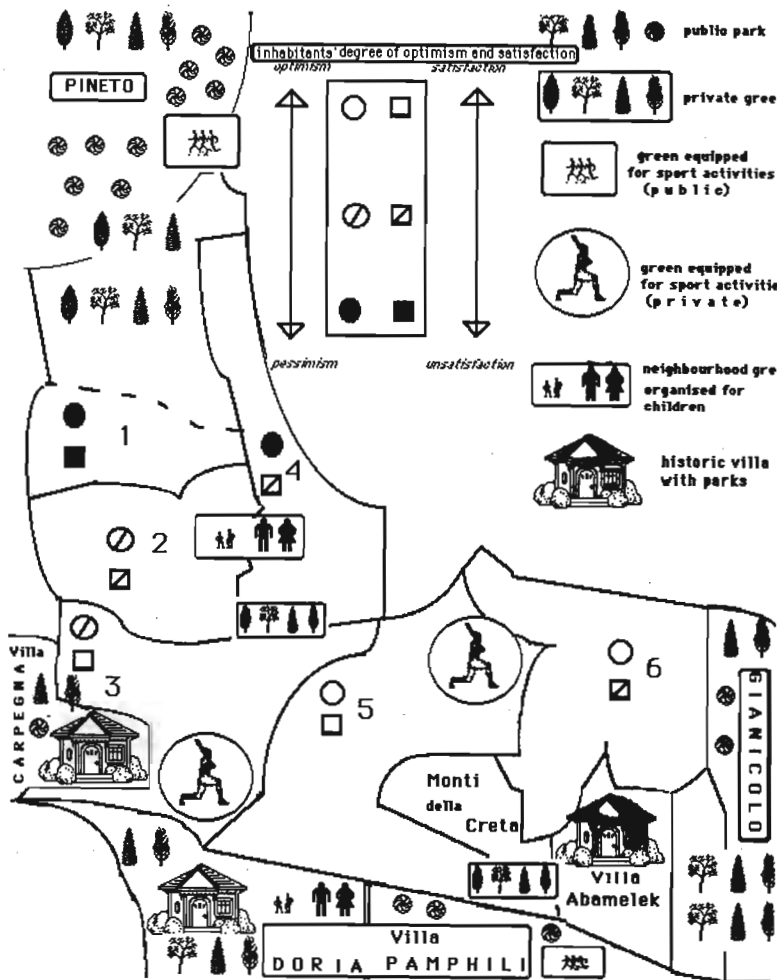 inhabitants' degree of optimism and satisfaction
optimism
satisfaction
PINETO
public park
private gree
green equipped
for sport activities
(public)
green equipped
for sport activitie
(private)
pessimism
unsatisfaction
neighbourhood gre
organised for
children
historic villa
with parks
1
4
2
3
5
6
Villa
CARPEGNA
GIANICOLO
Monti
della
Creta
Villa
Abamelek
Villa
DORIA PAMPHILI